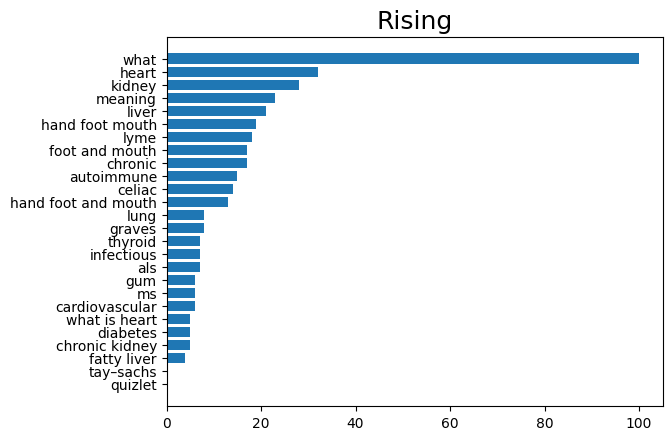 Rising
what
heart
kidney
meaning
liver
hand foot mouth
lyme
foot and mouth
chronic
autoimmune
celiac
hand foot and mouth
lung
graves
thyroid
infectious
als
gum
ms
cardiovascular
what is heart
diabetes
chronic kidney
fatty liver
tay–sachs
quizlet
0 20 40 60 80 100